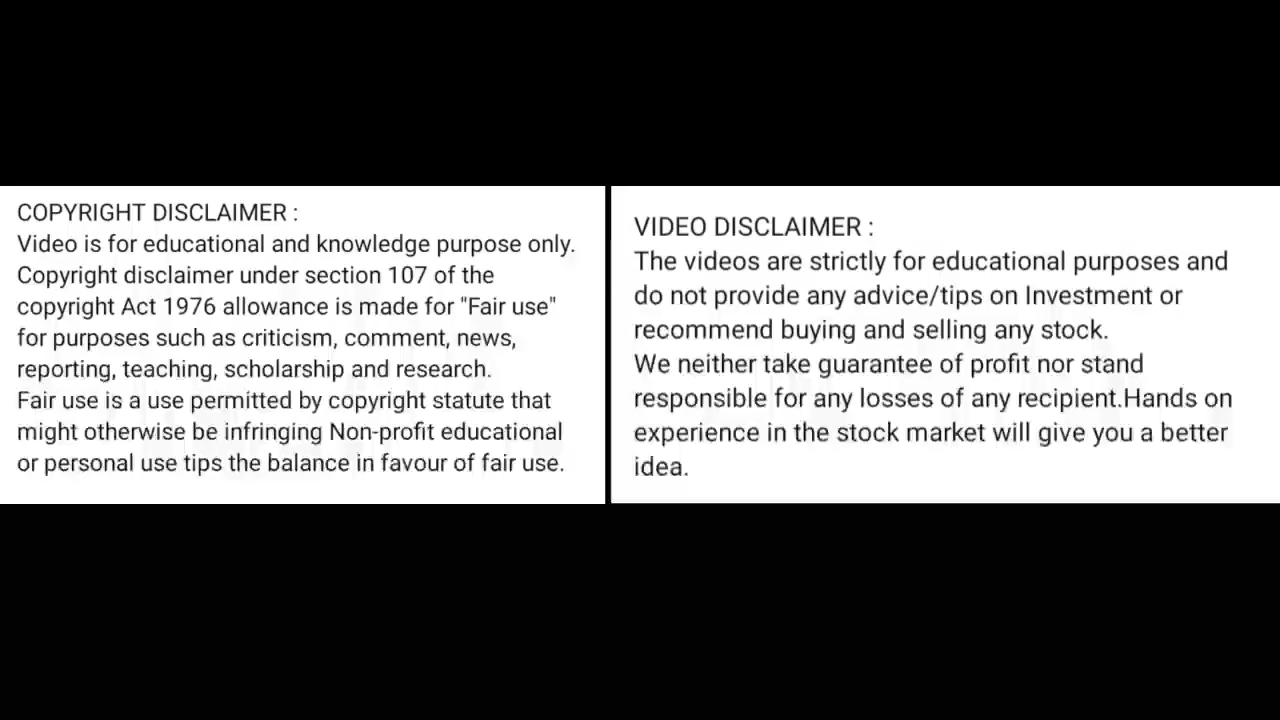 COPYRIGHT DISCLAIMER :
Video is for educational and knowledge purpose only.
Copyright disclaimer under section 107 of the
copyright Act 1976 allowance is made for "Fair use"
for purposes such as criticism, comment, news,
reporting, teaching, scholarship and research.
Fair use is a use permitted by copyright statute that
might otherwise be infringing Non-profit educational
or personal use tips the balance in favour of fair use.
VIDEO DISCLAIMER :
The videos are strictly for educational purposes and
do not provide any advice/tips on Investment or
recommend buying and selling any stock.
We neither take guarantee of profit nor stand
responsible for any losses of any recipient.Hands on
experience in the stock market will give you a better
idea.